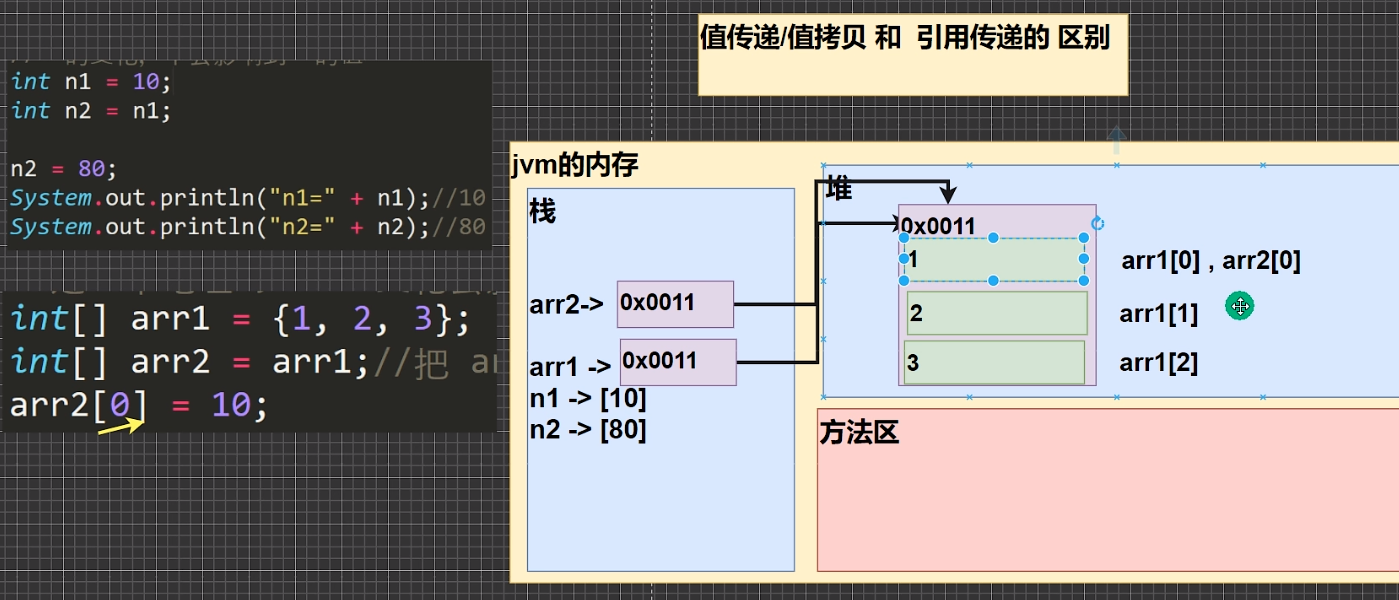 int n1 = 10;
int n2 = n1;
n2 = 80;
System.out.println("n1=" + n1);//10
System.out.println("n2=" + n2);//80
int[] arr1 = {1, 2, 3};
int[] arr2 = arr1;//把
arr2[0] = 10;
值传递/值拷贝 和 引用传递的 区别
jvm的内存
栈
arr2-> 0x0011
arr1 -> 0x0011
n1 -> [10]
n2 -> [80]
堆
0x0011
1 arr1[0] , arr2[0]
2 arr1[1]
3 arr1[2]
方法区